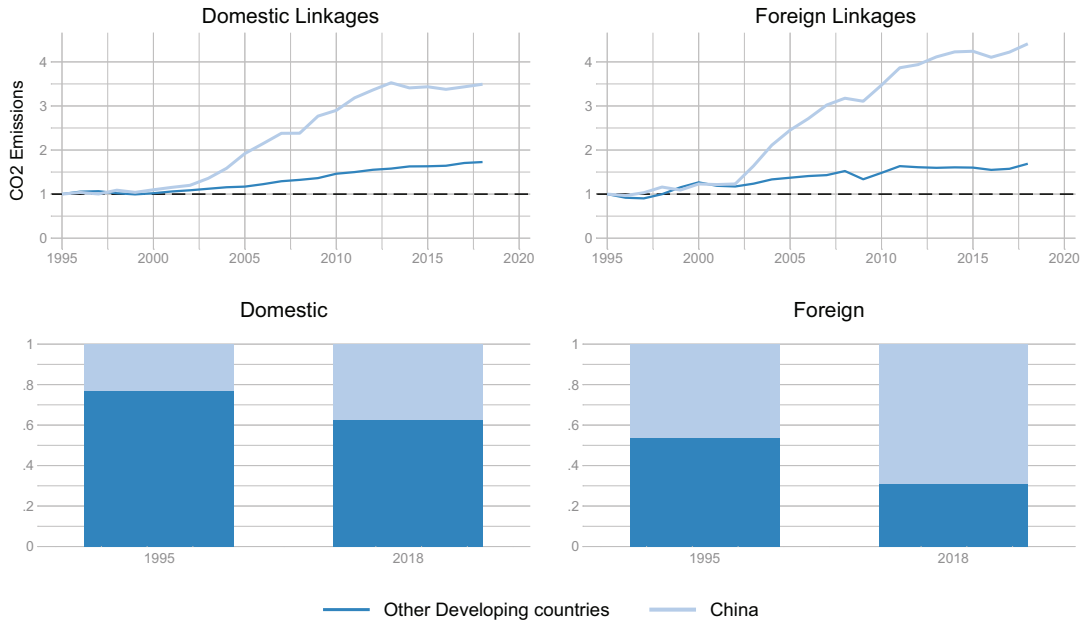 Domestic Linkages
Foreign Linkages
CO2 Emissions
4
3
2
1
0
1995 2000 2005 2010 2015 2020
4
3
2
1
0
1995 2000 2005 2010 2015 2020
Domestic
Foreign
1
.8
.6
.4
.2
0
1995 2018
1
.8
.6
.4
.2
0
1995 2018
Other Developing countries
China